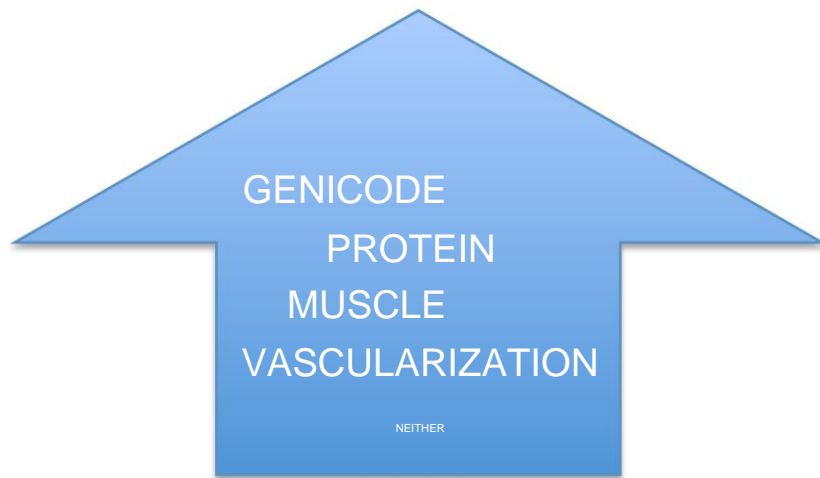 GENICODE
PROTEIN
MUSCLE
VASCULARIZATION
NEITHER